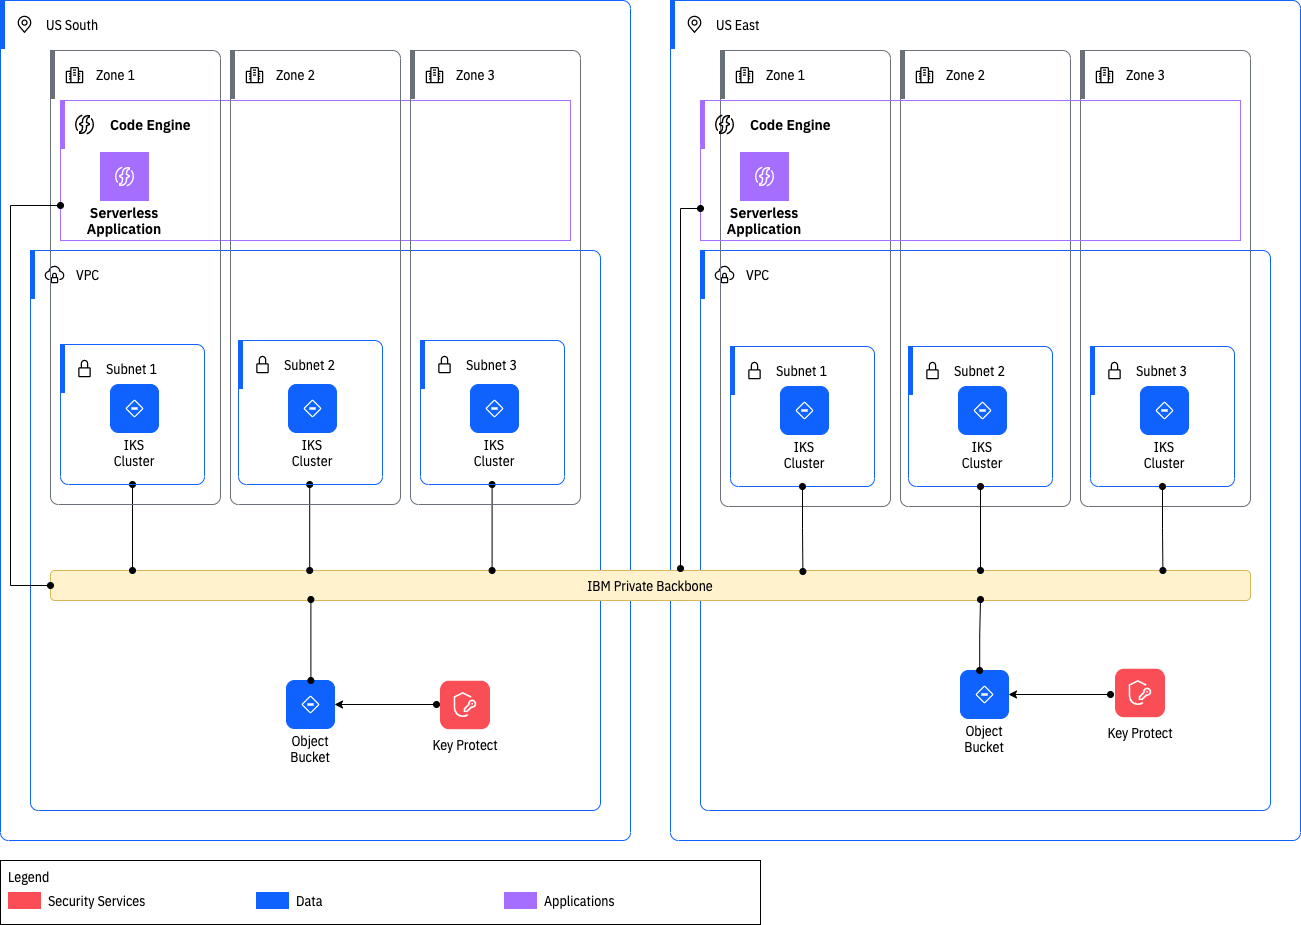 US South
US East
Zone 1
Zone 2
Zone 3
Zone 1
Zone 2
Zone 3
Code Engine
Code Engine
Serverless
Application
Serverless
Application
VPC
VPC
Subnet 1
Subnet 2
Subnet 3
Subnet 1
Subnet 2
Subnet 3
IKS
Cluster
IKS
Cluster
IKS
Cluster
IKS
Cluster
IKS
Cluster
IKS
Cluster
IBM Private Backbone
Object
Bucket
Key Protect
Object
Bucket
Key Protect
Legend
Security Services
Data
Applications